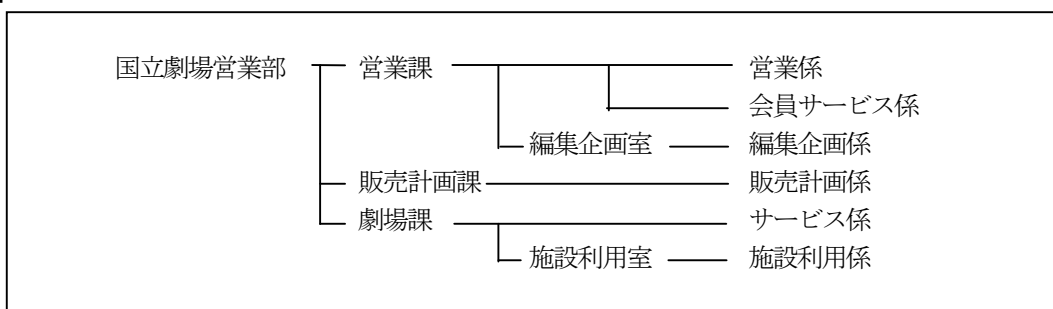 国立劇場営業部 営業課 営業係
会員サービス係
編集企画室 編集企画係
販売計画課 販売計画係
劇場課 サービス係
施設利用室 施設利用係